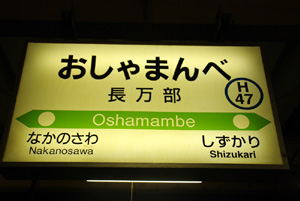 おしゃまんべ
長万部
H
47
Oshamambe
なかのさわ
Nakanosawa
しずかり
Shizukari